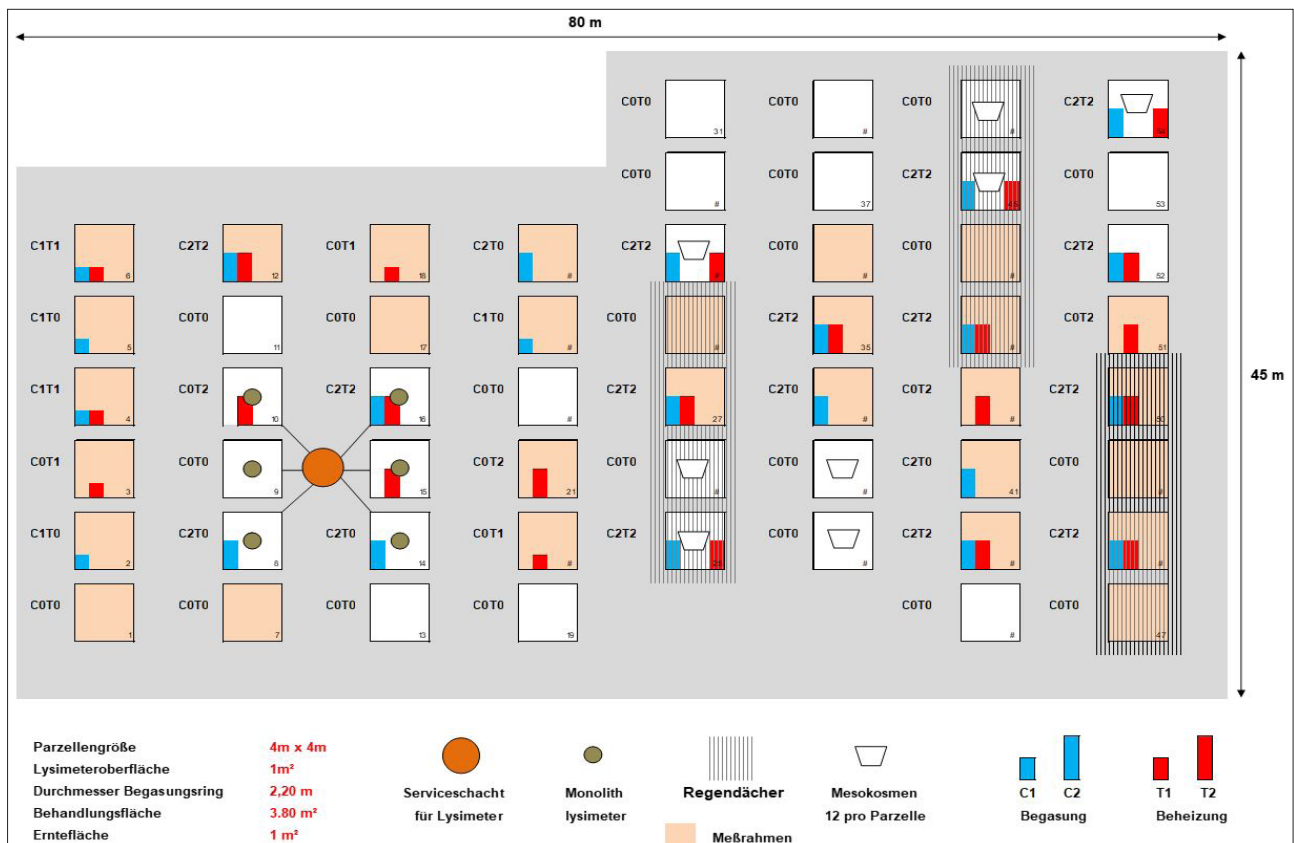 80 m
C0T0 31 C0T0 # C0T0 # C2T2 54
C0T0 # C0T0 37 C2T2 45 C0T0 53
C1T1 6 C2T2 12 C0T1 18 C2T0 # C2T2 # C0T0 # C0T0 # C2T2 52
C1T0 5 C0T0 11 C0T0 17 C1T0 # C0T0 # C2T2 35 C2T2 # C0T2 51
C1T1 4 C0T2 10 C2T2 16 C0T0 # C2T2 27 C2T0 # C0T2 # C2T2 50
45 m
C0T1 3 C0T0 9 15 C0T2 21 C0T0 # C0T0 # C2T0 41 C0T0 #
C1T0 2 C2T0 8 C2T0 14 C0T1 # C2T2 C0T0 # C2T2 # C2T2 #
C0T0 1 C0T0 7 C0T0 13 C0T0 19 C0T0 # C0T0 47
Parzellengröße 4m x 4m
Lysimeteroberfläche 1m²
Durchmesser Begasungsring 2,20 m
Behandlungsfläche 3.80 m²
Erntefläche 1 m²
Serviceschacht
für Lysimeter
Monolith
lysimeter
Regendächer
Meßrahmen
Mesokosmen
12 pro Parzelle
C1 C2
Begasung
T1 T2
Beheizung